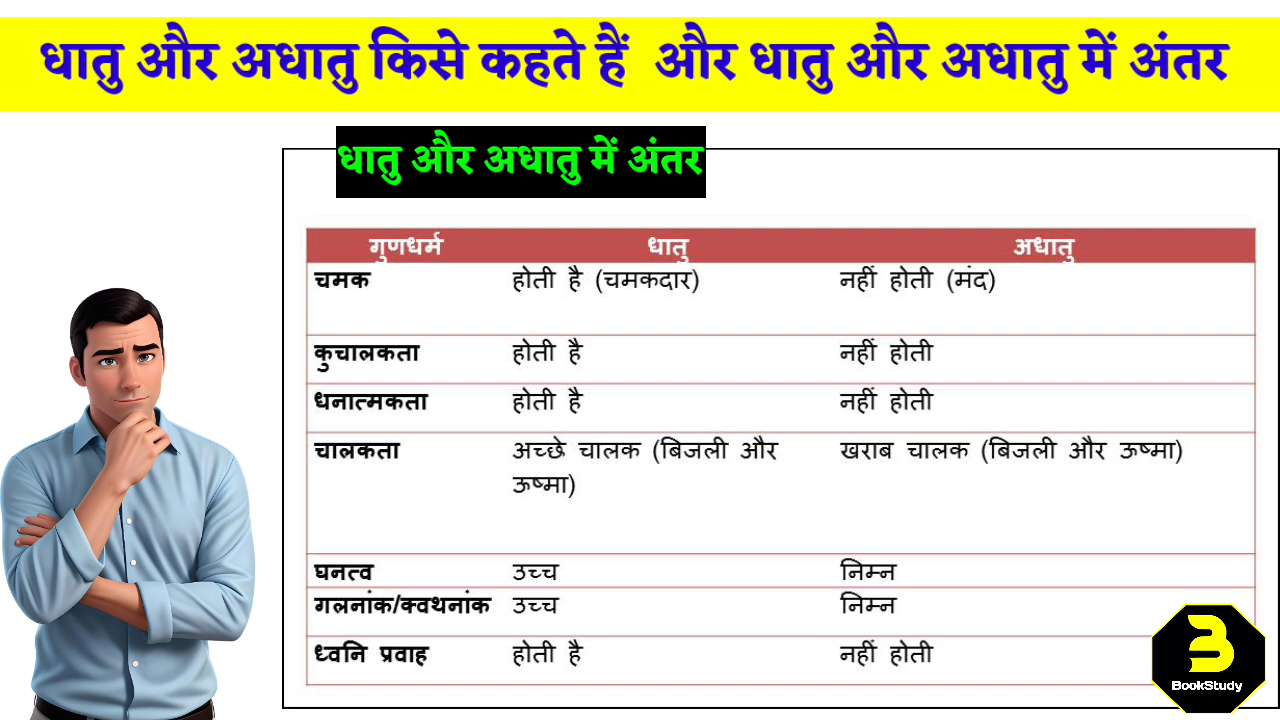 धातु और अधातु किसे कहते हैं और धातु और अधातु में अंतर
धातु और अधातु में अंतर
गुणधर्म धातु अधातु
चमक होती है (चमकदार) नहीं होती (मंद)
कुचालकता होती है नहीं होती
धनात्मकता होती है नहीं होती
चालकता अच्छे चालक (बिजली और खराब चालक (बिजली और ऊष्मा)
ऊष्मा)
घनत्व उच्च निम्न
गलनांक/क्वथनांक उच्च निम्न
ध्वनि प्रवाह होती है नहीं होती
BookStudy